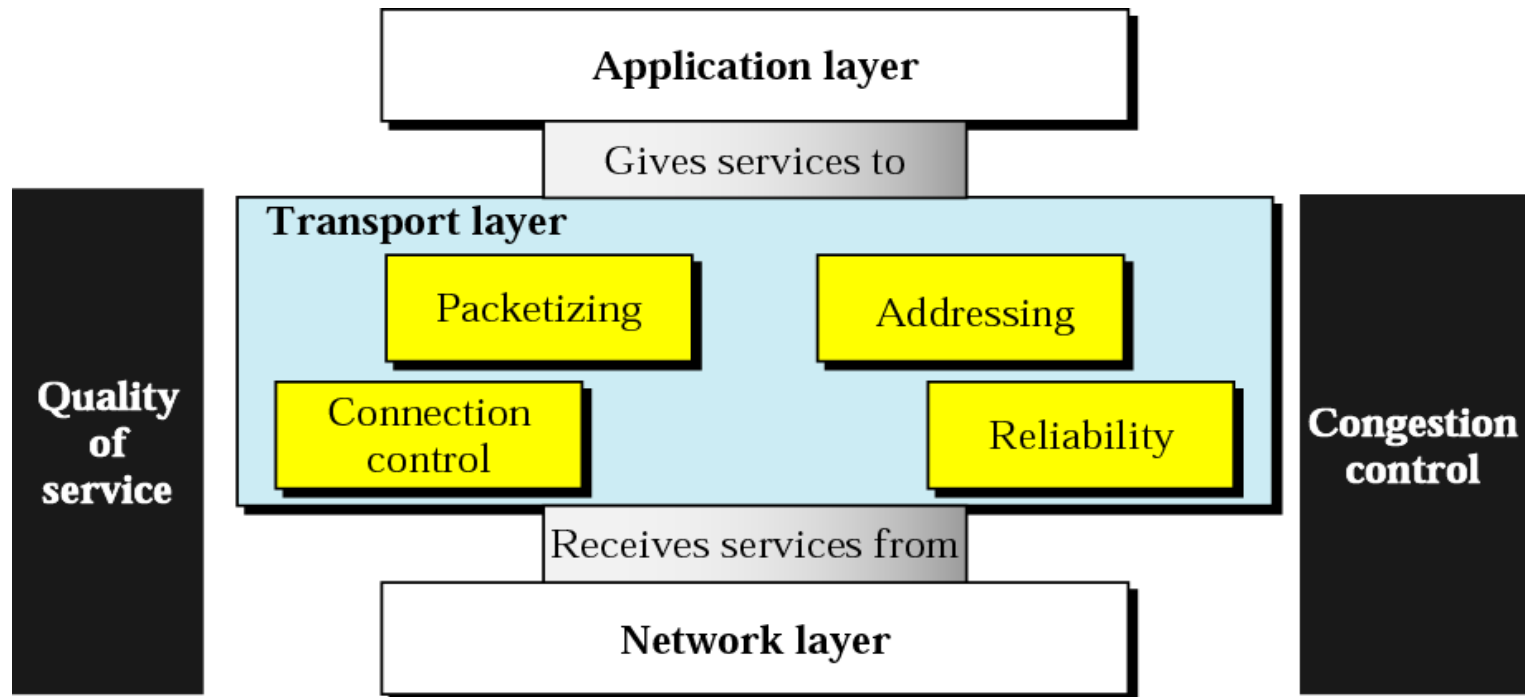 Application layer
Gives services to
Transport layer
Packetizing
Addressing
Connection
control
Reliability
Quality
of
service
Congestion
control
Receives services from
Network layer